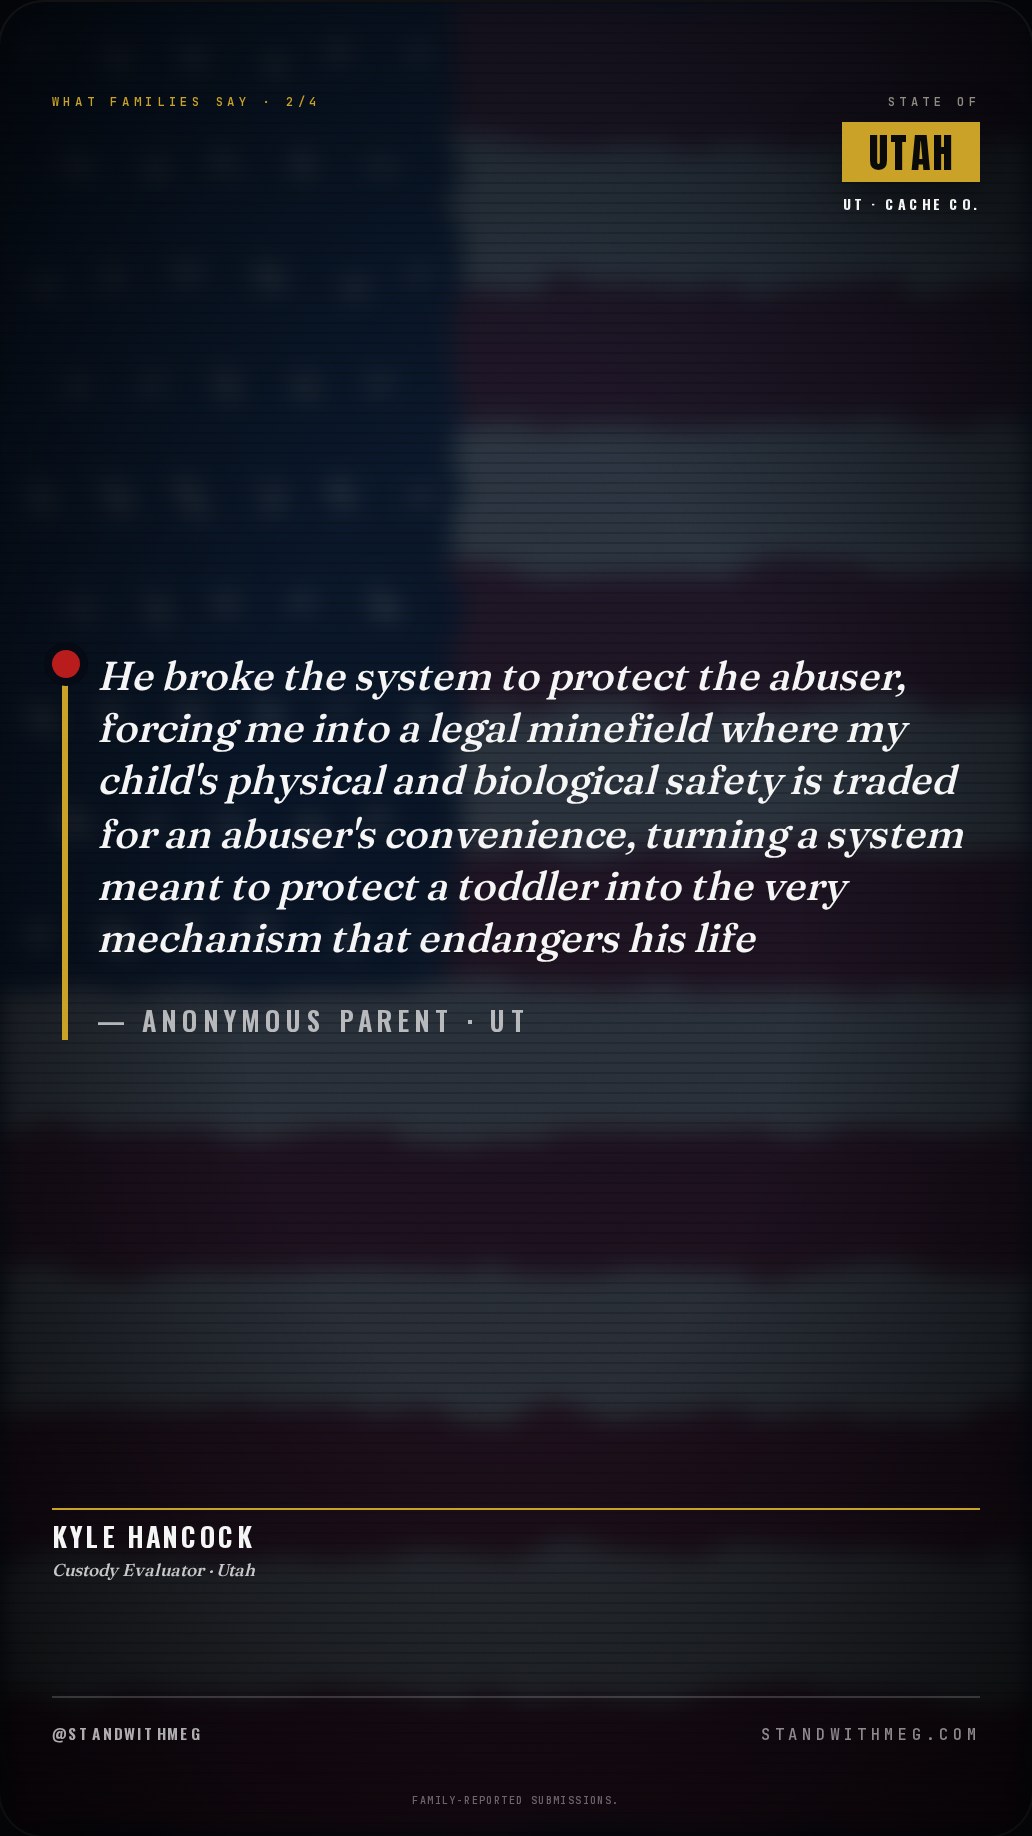 WHAT FAMILIES SAY · 2/4
STATE OF
UTAH
UT · CACHE CO.
He broke the system to protect the abuser,
forcing me into a legal minefield where my
child's physical and biological safety is traded
for an abuser's convenience, turning a system
meant to protect a toddler into the very
mechanism that endangers his life
— ANONYMOUS PARENT · UT
KYLE HANCOCK
Custody Evaluator · Utah
@STANDWITHMEG
STANDWITHMEG.COM
FAMILY-REPORTED SUBMISSIONS.